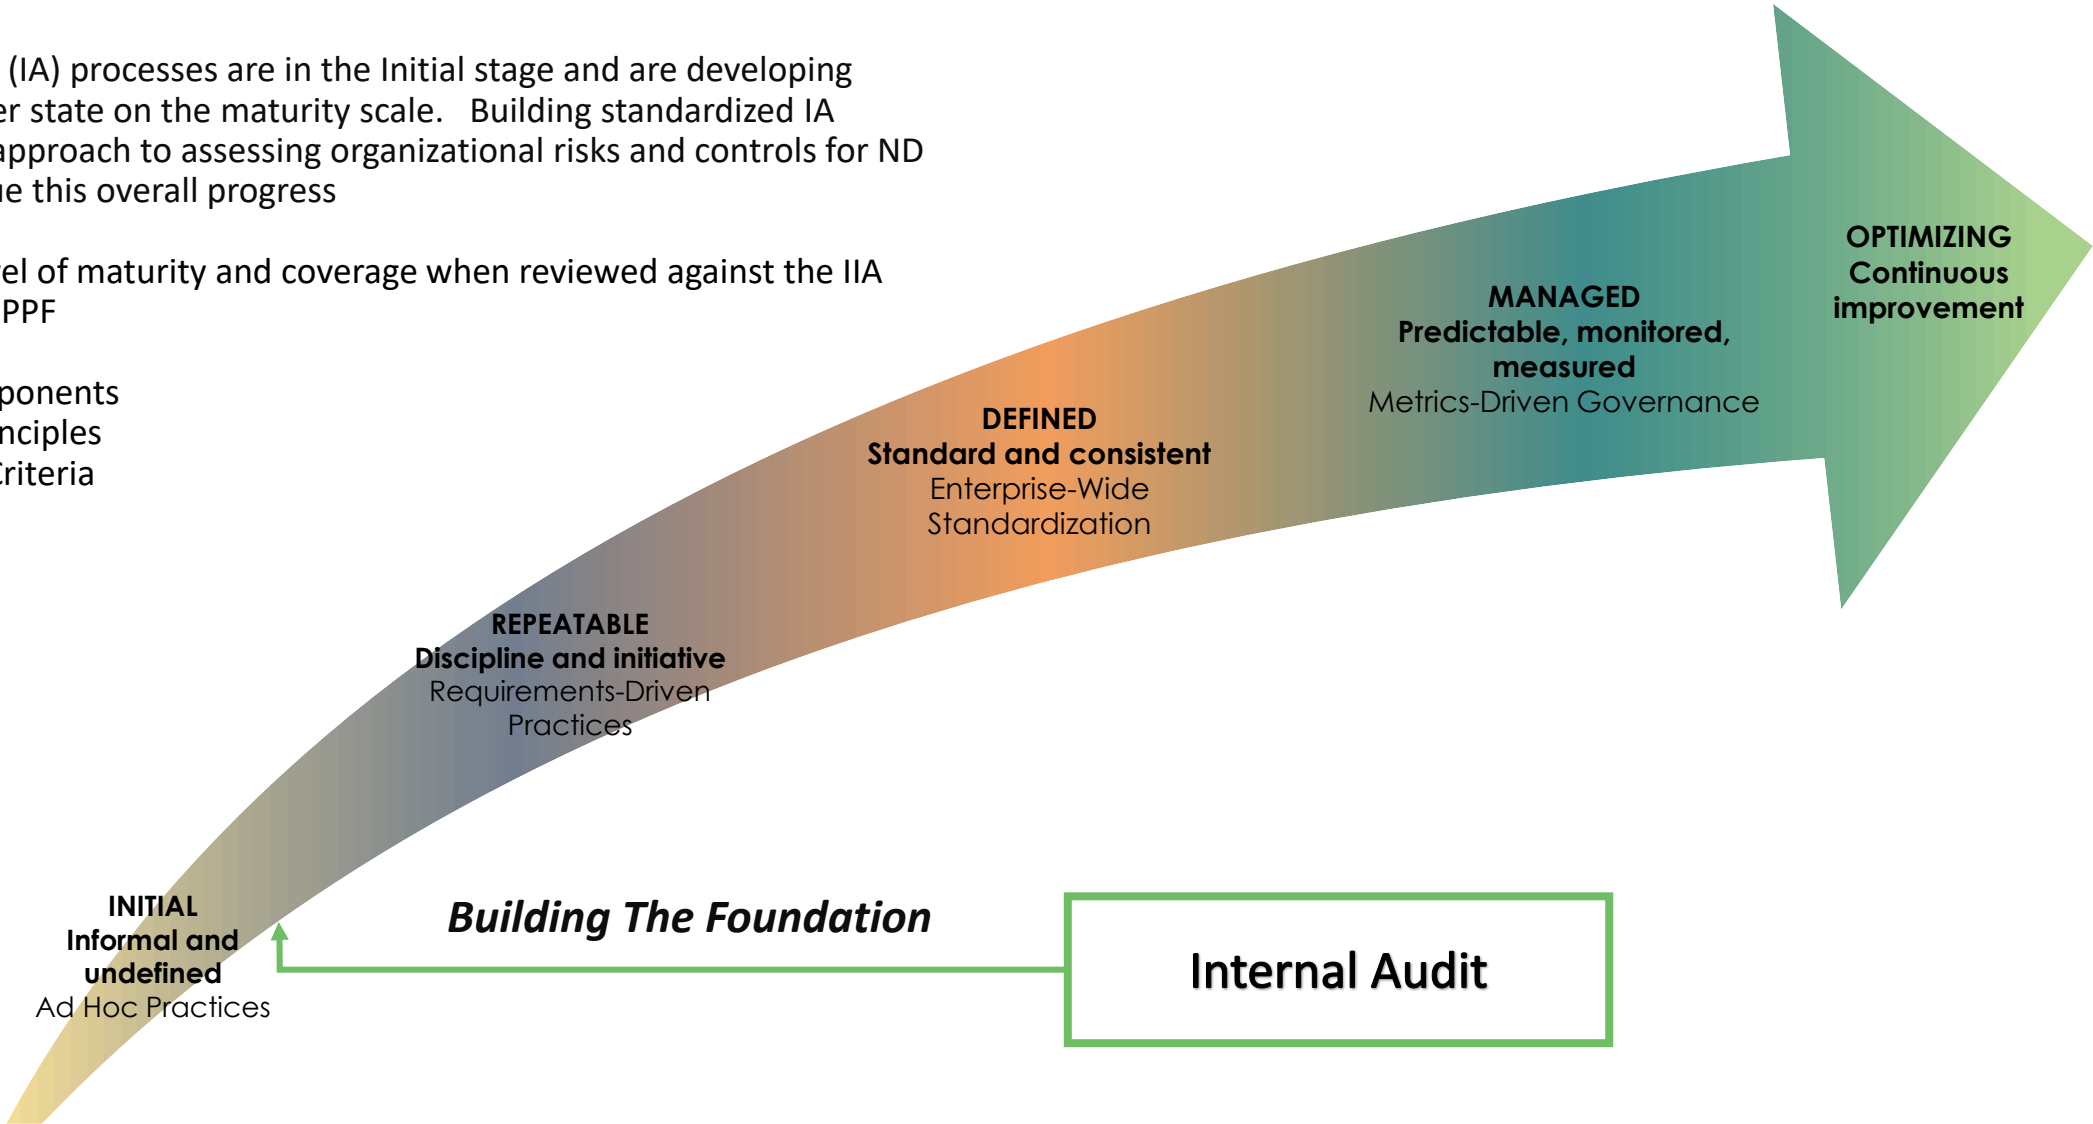 (IA) processes are in the Initial stage and are developing
er state on the maturity scale. Building standardized IA
approach to assessing organizational risks and controls for ND
ue this overall progress
el of maturity and coverage when reviewed against the IIA
PPF
ponents
nciples
Criteria
OPTIMIZING
Continuous
improvement
MANAGED
Predictable, monitored,
measured
Metrics-Driven Governance
DEFINED
Standard and consistent
Enterprise-Wide
Standardization
REPEATABLE
Discipline and initiative
Requirements-Driven
Practices
INITIAL
Informal and
undefined
Ad Hoc Practices
Building The Foundation
Internal Audit